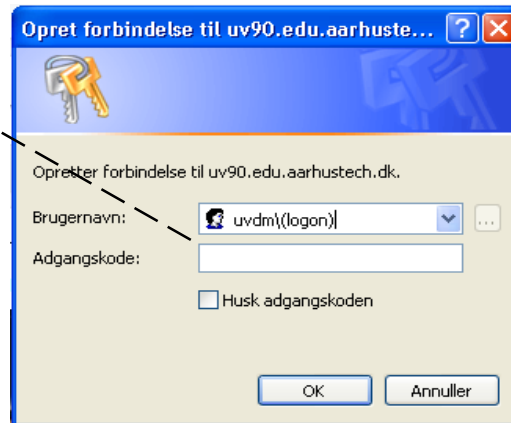 Opret forbindelse til uv90.edu.aarhuste...
Opretter forbindelse til uv90.edu.aarhustech.dk.
Brugernavn: uvdm\(logon)
Adgangskode:
Husk adgangskoden
OK Annuller